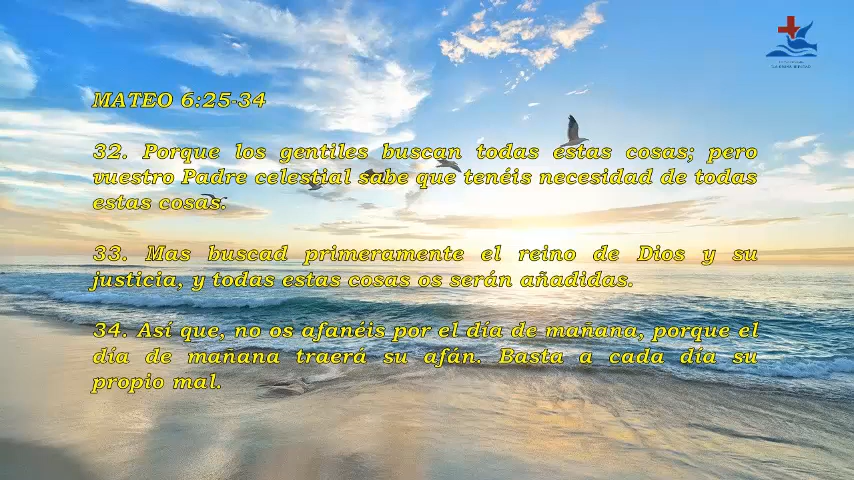 MATEO 6:25-34
32. Porque los gentiles buscan todas estas cosas; pero
vuestro Padre celestial sabe que tenéis necesidad de todas
estas cosas.
33. Mas buscad primeramente el reino de Dios y su
justicia, y todas estas cosas os serán añadidas.
34. Así que, no os afanéis por el día de mañana, porque el
día de mañana traerá su afán. Basta a cada día su
propio mal.